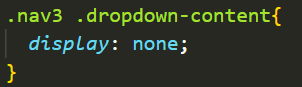 .nav3 .dropdown-content{
  display: none;
}